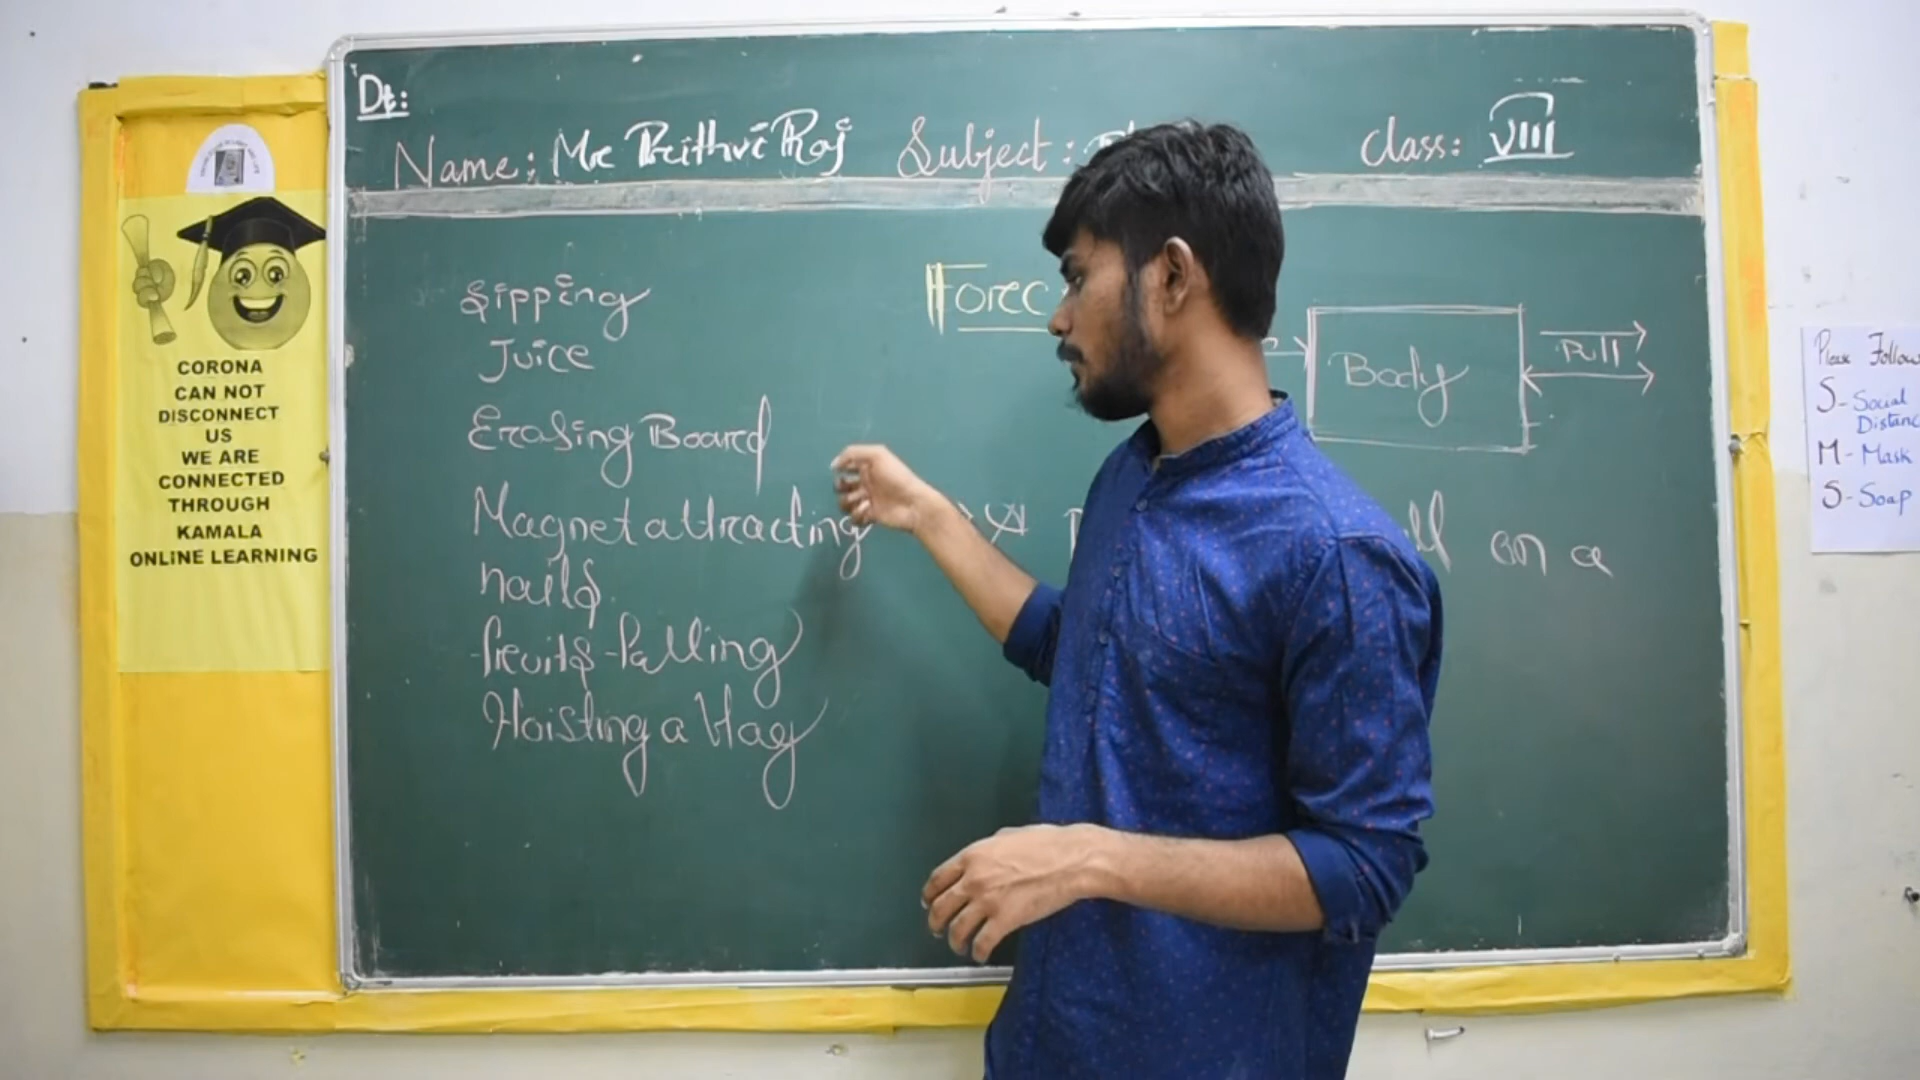 Dt:
Name: Mr Prithvi Raj Subject: Class: VIII
Sipping
Juice
Erasing Board
Magnet attracting
nails
fruits falling
Hoisting a flag
Force
Body
Pull
on a
CORONA
CAN NOT
DISCONNECT
US
WE ARE
CONNECTED
THROUGH
KAMALA
ONLINE LEARNING
Please Follow
S - Social
Distanc
M - Mask
S - Soap